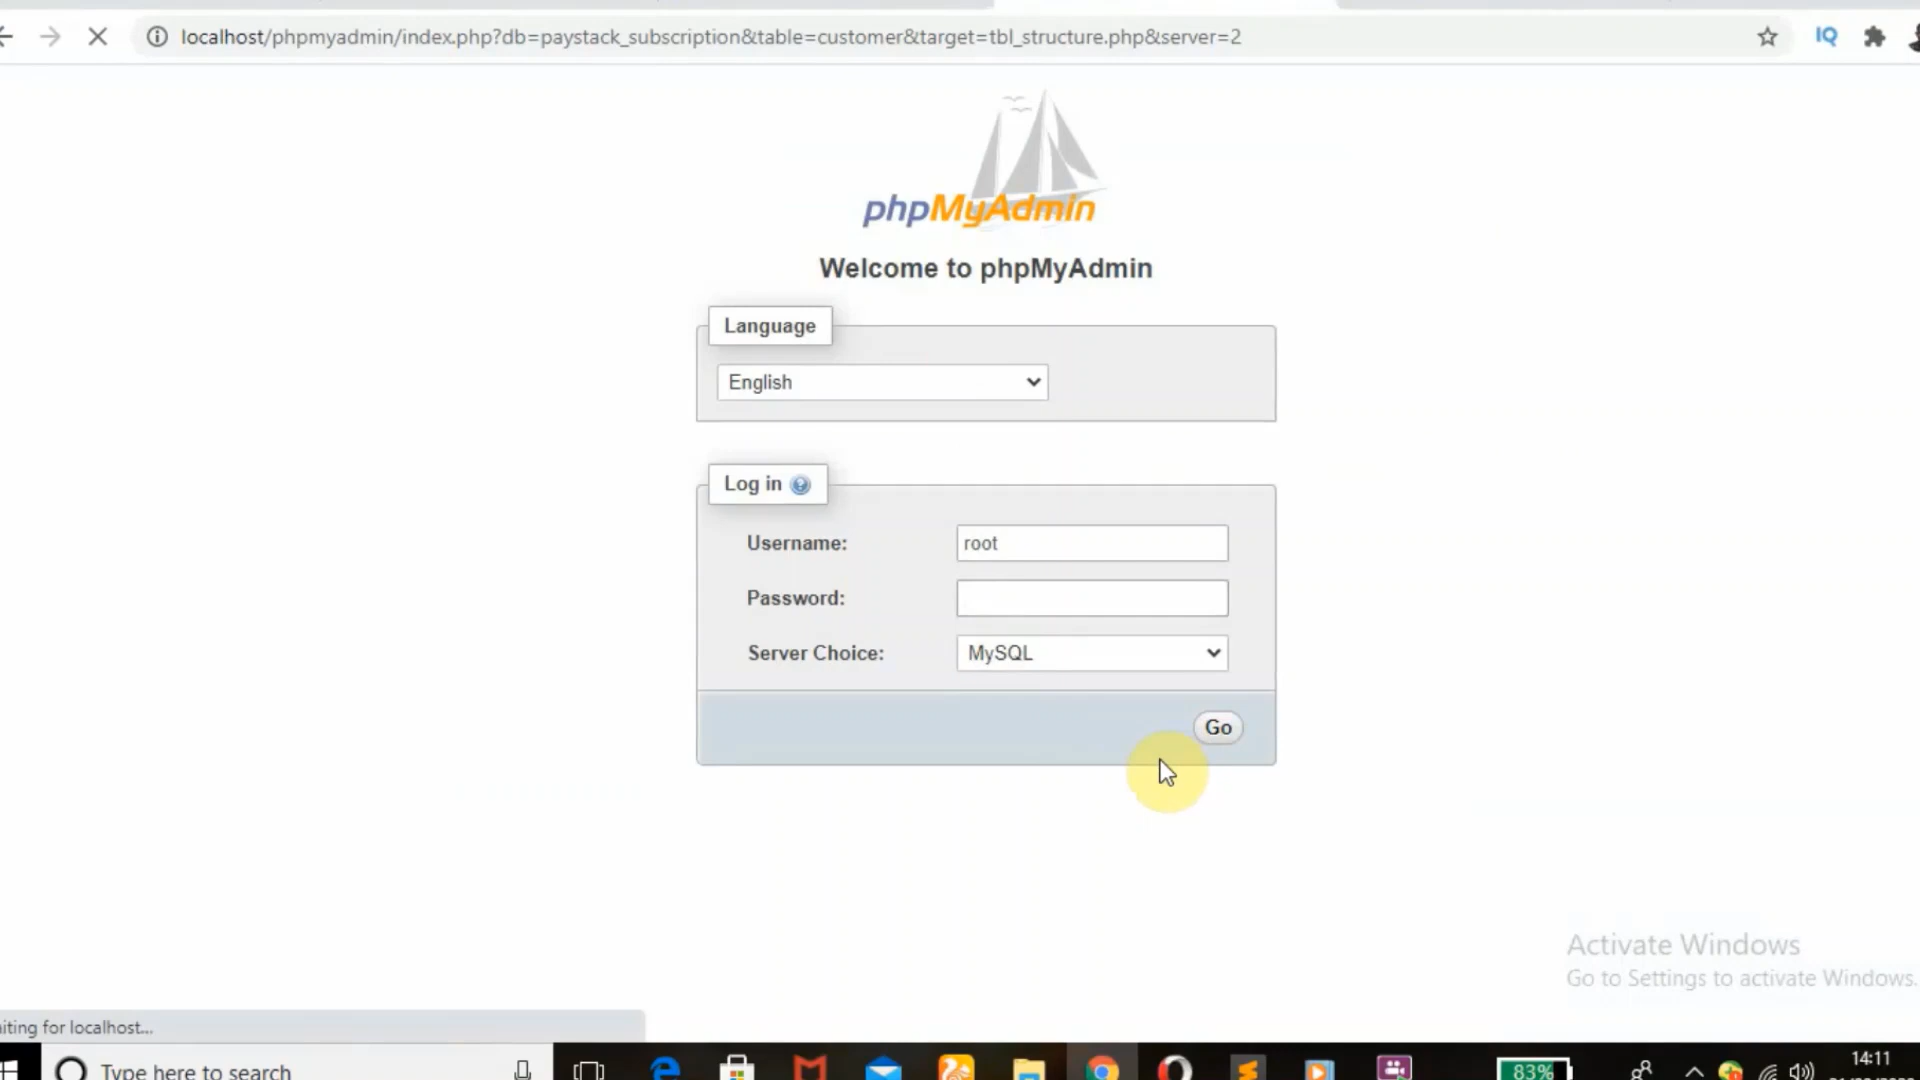 localhost/phpmyadmin/index.php?db=paystack_subscription&table=customer&target=tbl_structure.php&server=2
IQ
phpMyAdmin
Welcome to phpMyAdmin
Language
English
Log in
Username:
root
Password:
Server Choice:
MySQL
Go
Activate Windows
Go to Settings to activate Windows.
iting for localhost...
Type here to search
83%
14:11